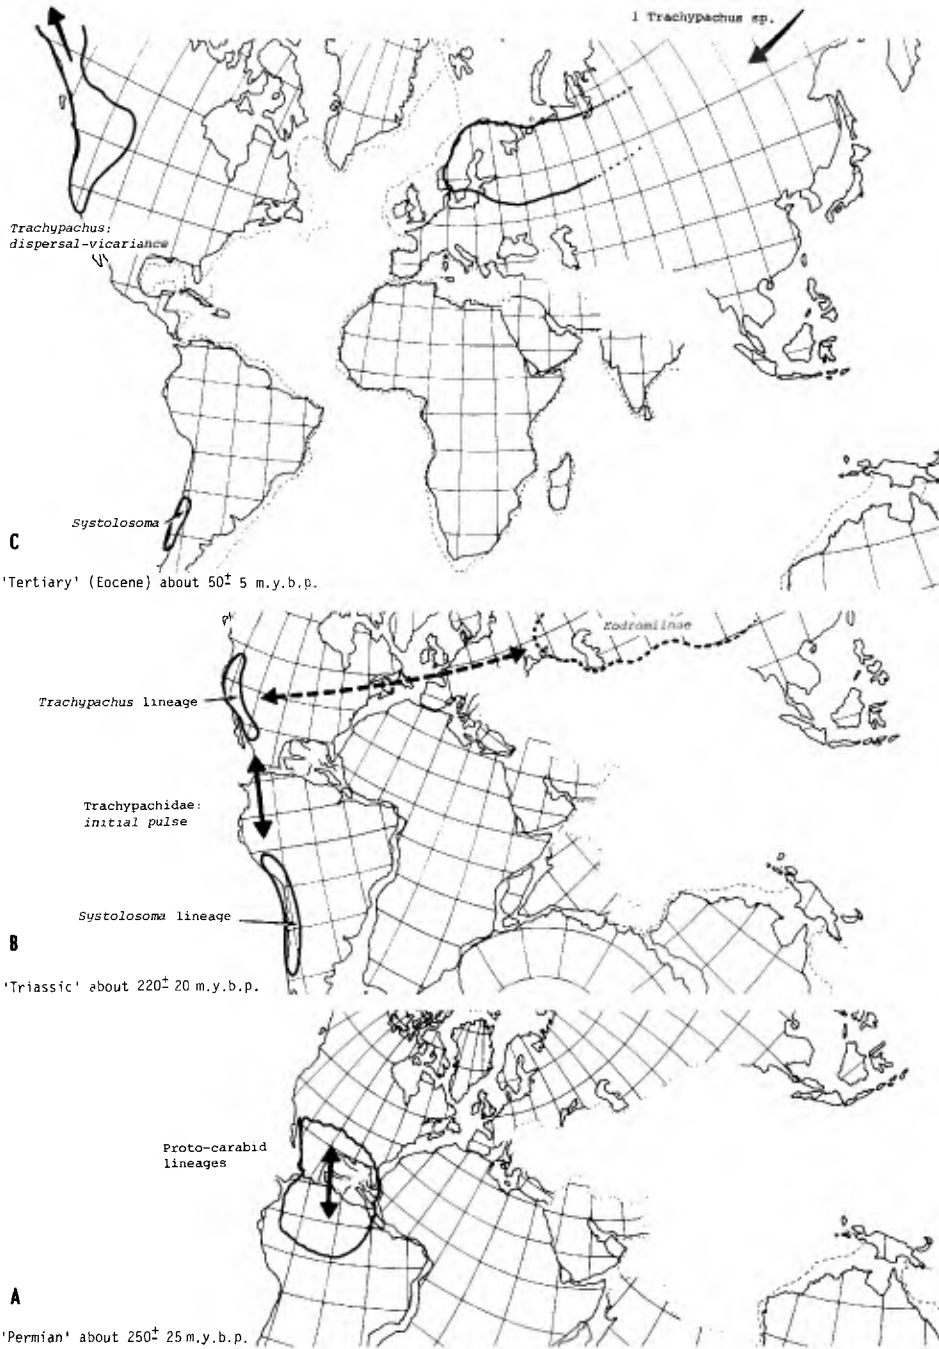 1 Trachypachus sp.
Trachypachus:
dispersal-vicariance
Systolosoma
C
'Tertiary' (Eocene) about 50± 5 m.y.b.p.
Eodromiinae
Trachypachus lineage
Trachypachidae:
initial pulse
Systolosoma lineage
B
'Triassic' about 220± 20 m.y.b.p.
Proto-carabid
lineages
A
'Permian' about 250± 25 m.y.b.p.